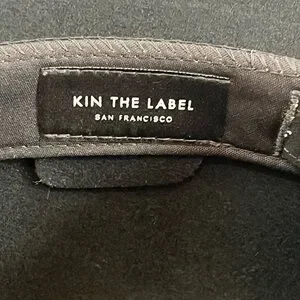 KIN THE LABEL
SAN FRANCISCO